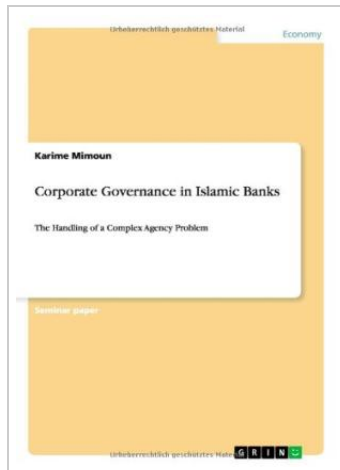 Urheberrechtlich geschütztes Material
Economy
Karime Mimoun
Corporate Governance in Islamic Banks
The Handling of a Complex Agency Problem
Seminar paper
Urheberrechtlich geschütztes Mater
GRIN